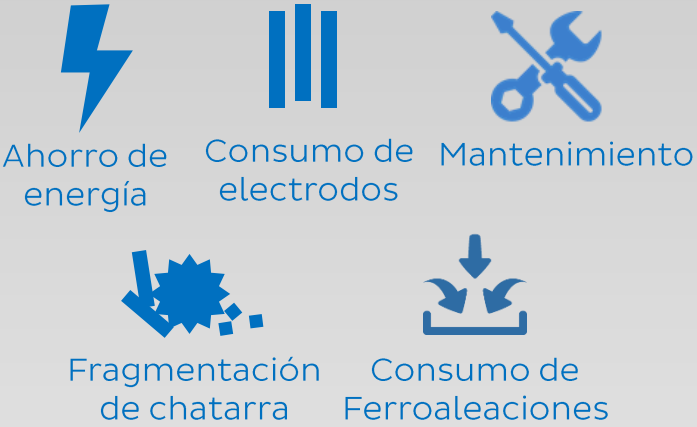 Ahorro de
energía
Consumo de
electrodos
Mantenimiento
Fragmentación
de chatarra
Consumo de
Ferroaleaciones